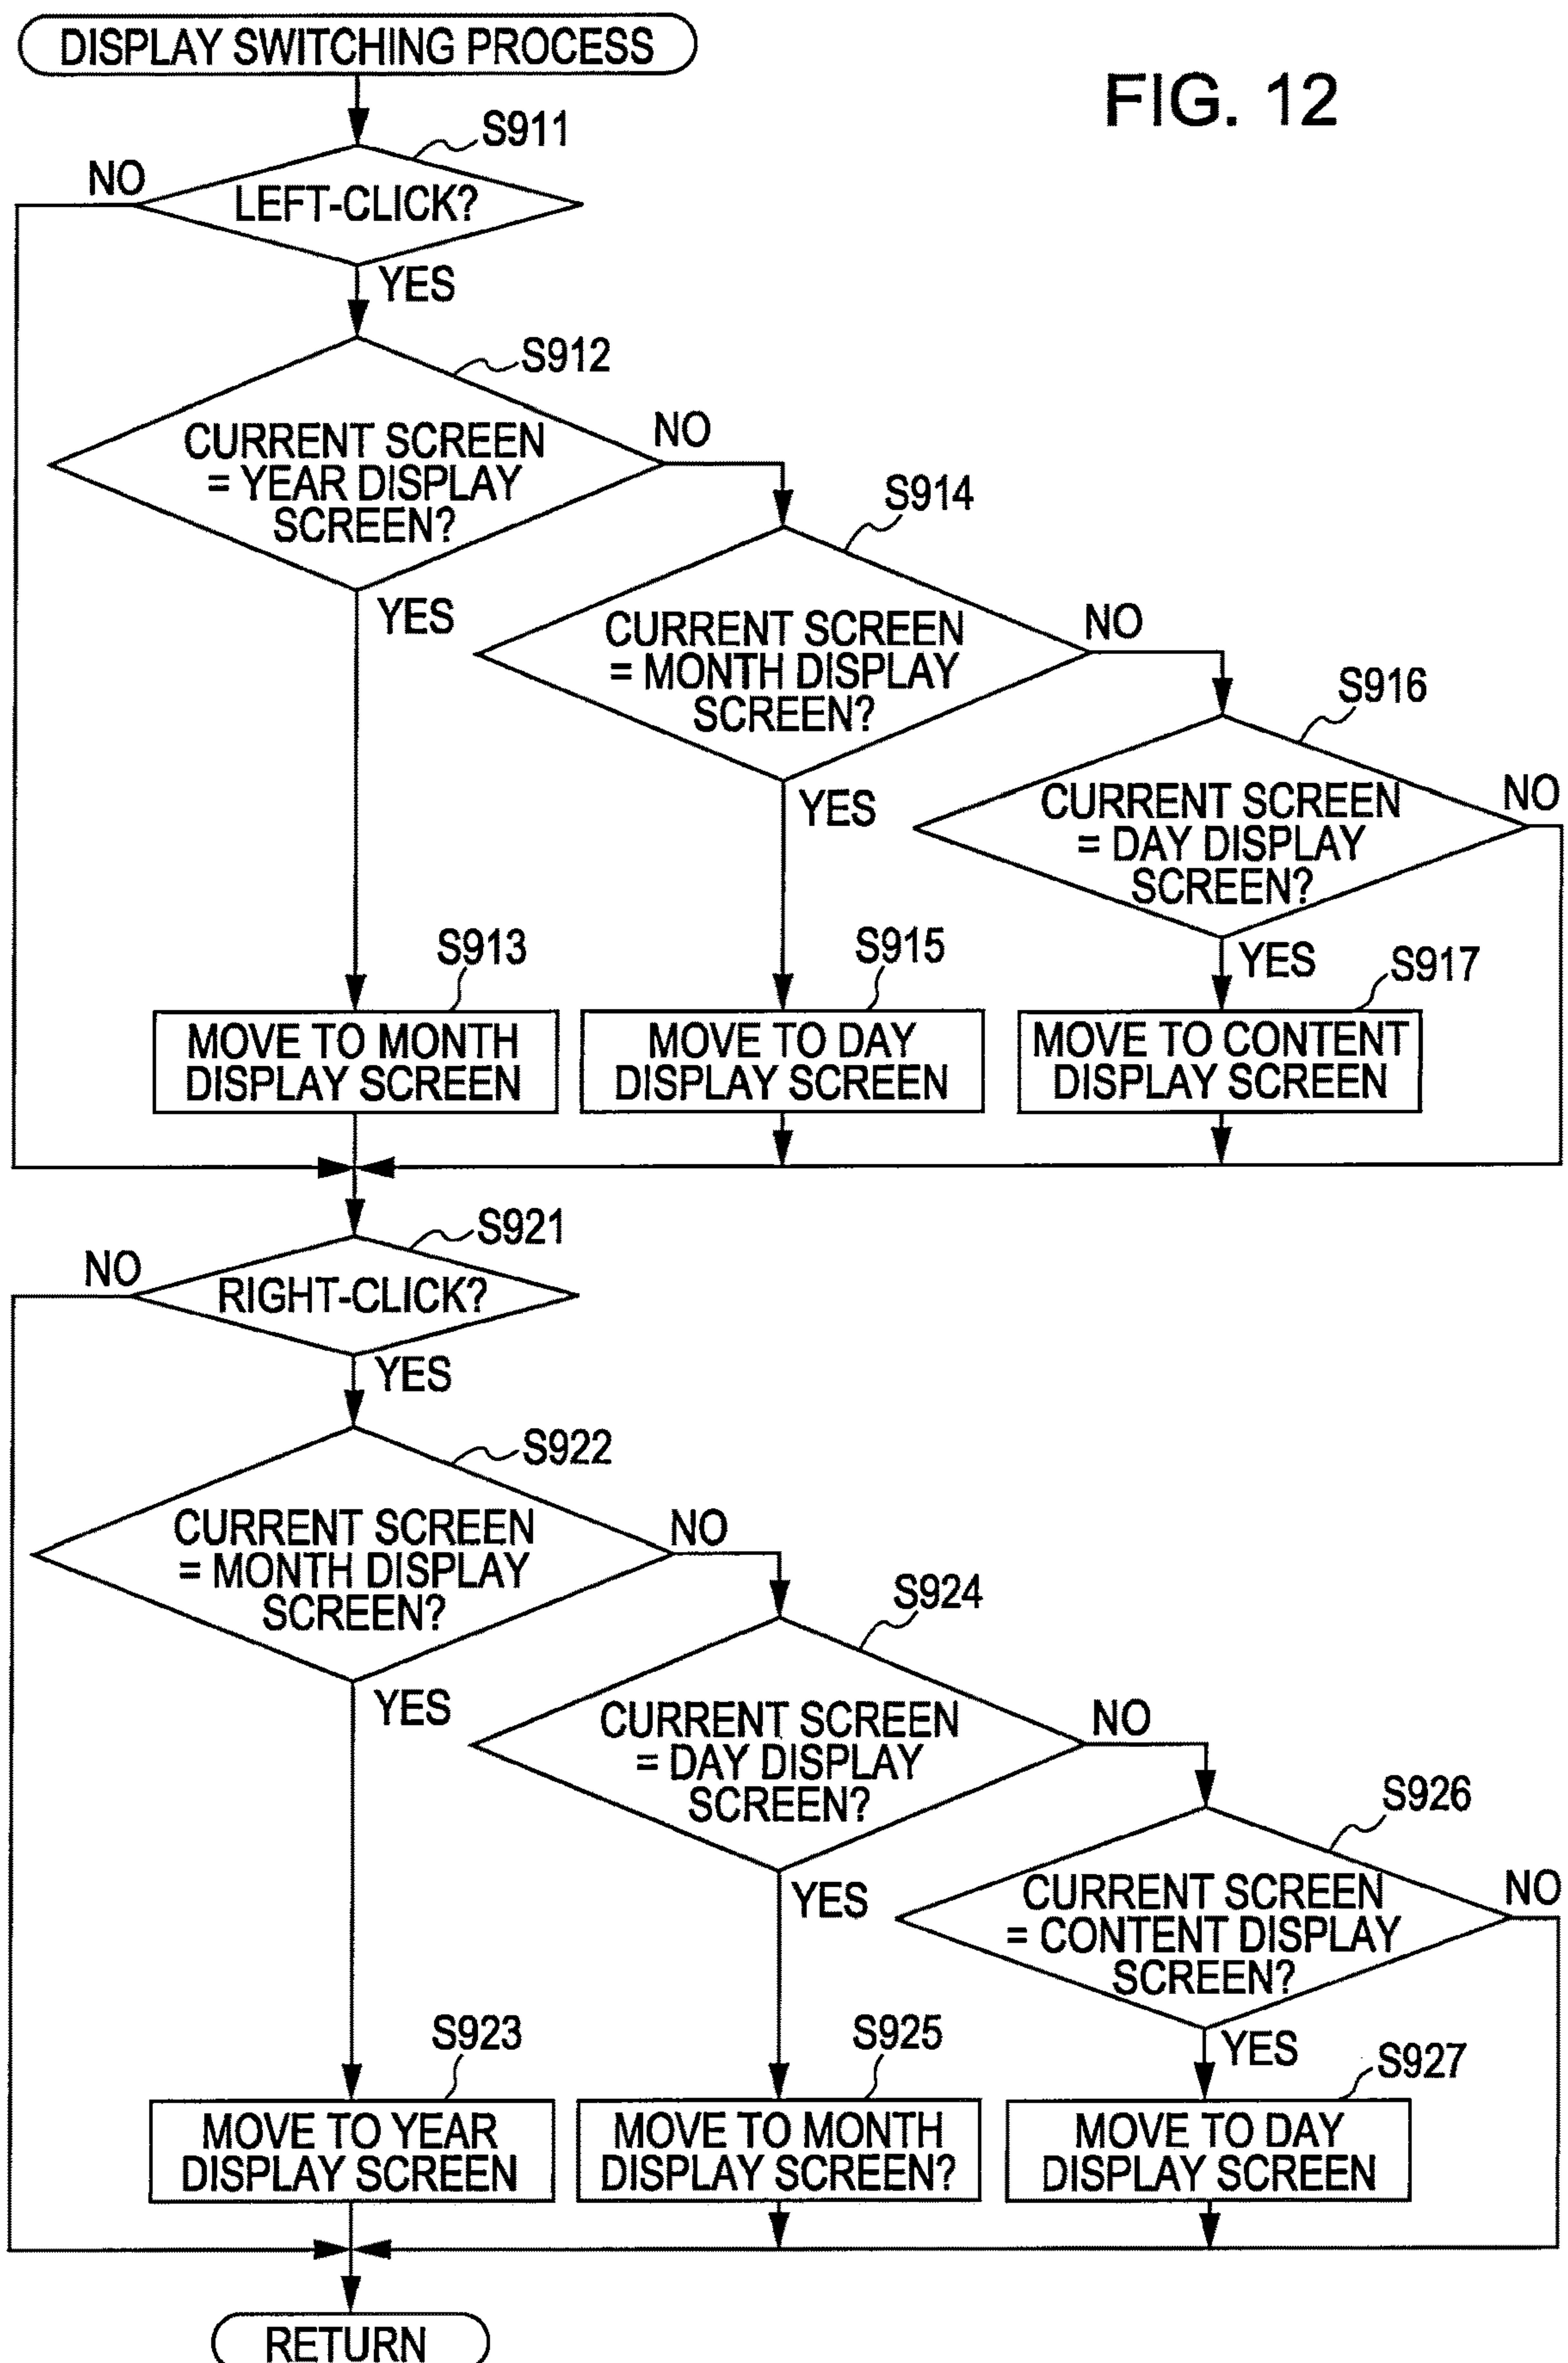 DISPLAY SWITCHING PROCESS
FIG. 12
S911
NO
LEFT-CLICK?
YES
S912
CURRENT SCREEN
= YEAR DISPLAY
SCREEN?
NO
YES
S914
CURRENT SCREEN
= MONTH DISPLAY
SCREEN?
NO
YES
S916
CURRENT SCREEN
= DAY DISPLAY
SCREEN?
NO
YES
S913
MOVE TO MONTH
DISPLAY SCREEN
S915
MOVE TO DAY
DISPLAY SCREEN
S917
MOVE TO CONTENT
DISPLAY SCREEN
S921
NO
RIGHT-CLICK?
YES
S922
CURRENT SCREEN
= MONTH DISPLAY
SCREEN?
NO
YES
S924
CURRENT SCREEN
= DAY DISPLAY
SCREEN?
NO
YES
S926
CURRENT SCREEN
= CONTENT DISPLAY
SCREEN?
NO
YES
S923
MOVE TO YEAR
DISPLAY SCREEN
S925
MOVE TO MONTH
DISPLAY SCREEN?
S927
MOVE TO DAY
DISPLAY SCREEN
RETURN